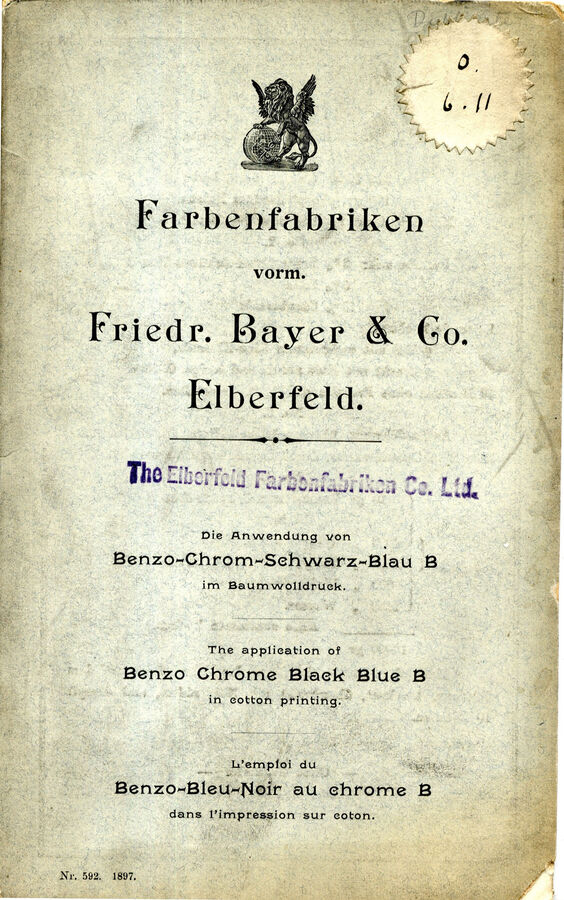 O.
6.11
Farbenfabriken
vorm.
Friedr. Bayer & Co.
Elberfeld.
The Elberfeld Farbenfabriken Co. Ltd.
Die Anwendung von
Benzo-Chrom-Schwarz-Blau B
im Baumwolldruck.
The application of
Benzo Chrome Black Blue B
in cotton printing.
L'emploi du
Benzo-Bleu-Noir au chrome B
dans l'impression sur coton.
Nr. 592. 1897.